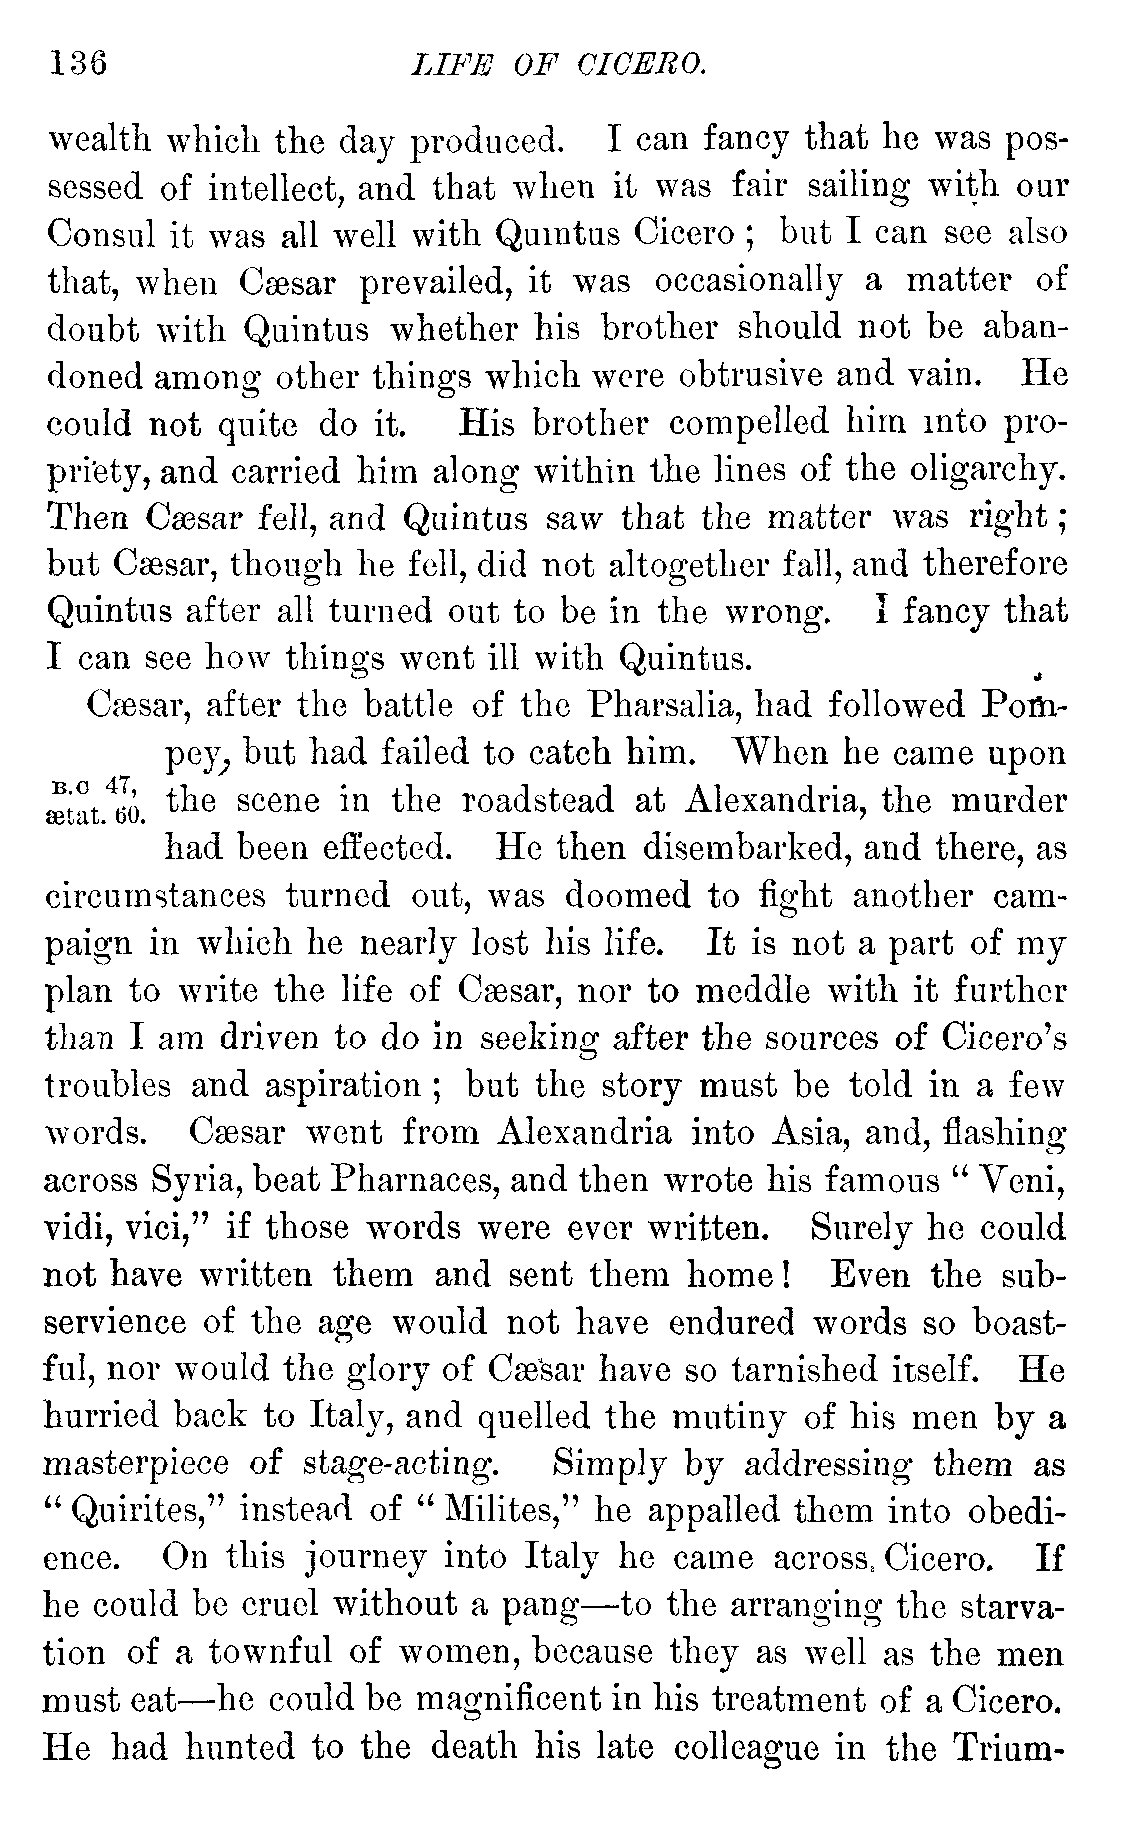 136 LIFE OF CICERO.
wealth which the day produced. I can fancy that he was pos-
sessed of intellect, and that when it was fair sailing with our
Consul it was all well with Quintus Cicero ; but I can see also
that, when Cæsar prevailed, it was occasionally a matter of
doubt with Quintus whether his brother should not be aban-
doned among other things which were obtrusive and vain. He
could not quite do it. His brother compelled him into pro-
priety, and carried him along within the lines of the oligarchy.
Then Cæsar fell, and Quintus saw that the matter was right ;
but Cæsar, though he fell, did not altogether fall, and therefore
Quintus after all turned out to be in the wrong. I fancy that
I can see how things went ill with Quintus.
Cæsar, after the battle of the Pharsalia, had followed Pom-
pey, but had failed to catch him. When he came upon
B.C 47,
ætat. 60.
the scene in the roadstead at Alexandria, the murder
had been effected. He then disembarked, and there, as
circumstances turned out, was doomed to fight another cam-
paign in which he nearly lost his life. It is not a part of my
plan to write the life of Cæsar, nor to meddle with it further
than I am driven to do in seeking after the sources of Cicero's
troubles and aspiration ; but the story must be told in a few
words. Cæsar went from Alexandria into Asia, and, flashing
across Syria, beat Pharnaces, and then wrote his famous " Veni,
vidi, vici," if those words were ever written. Surely he could
not have written them and sent them home ! Even the sub-
servience of the age would not have endured words so boast-
ful, nor would the glory of Cæsar have so tarnished itself. He
hurried back to Italy, and quelled the mutiny of his men by a
masterpiece of stage-acting. Simply by addressing them as
" Quirites," instead of " Milites," he appalled them into obedi-
ence. On this journey into Italy he came across Cicero. If
he could be cruel without a pang—to the arranging the starva-
tion of a townful of women, because they as well as the men
must eat—he could be magnificent in his treatment of a Cicero.
He had hunted to the death his late colleague in the Trium-